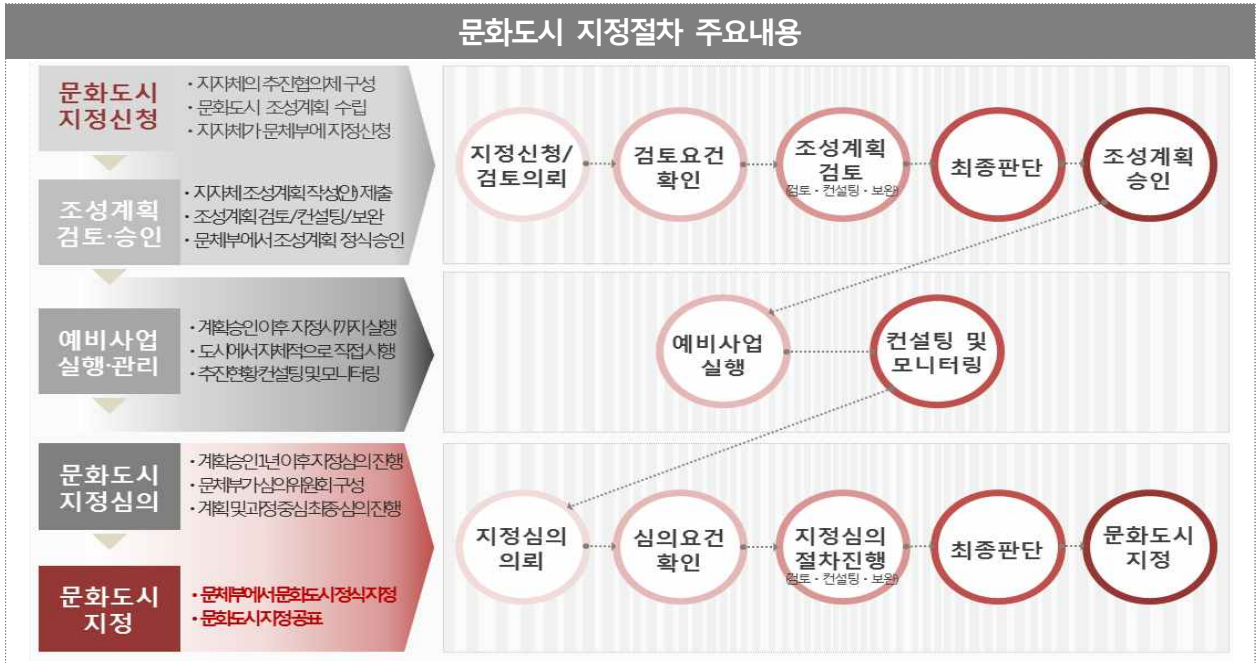 문화도시 지정절차 주요내용
문화도시
지정신청
· 지자체의 추진협의체 구성
· 문화도시 조성계획 수립
· 지자체가 문체부에 지정신청
조성계획
검토·승인
· 지자체 조성계획 작성(안) 제출
· 조성계획 검토/컨설팅/보완
· 문체부에서 조성계획 정식승인
지정신청/
검토의뢰
검토요건
확인
조성계획
검토
(검토·컨설팅·보완)
최종판단
조성계획
승인
예비사업
실행·관리
· 계획승인 이후 지정시까지 실행
· 도시에서 자체적으로 직접 시행
· 추진현황 컨설팅 및 모니터링
예비사업
실행
컨설팅 및
모니터링
문화도시
지정심의
· 계획승인 1년 이후 지정심의 진행
· 문체부가 심의위원회 구성
· 계획 및 과정 중심 최종 심의 진행
문화도시
지정
· 문체부에서 문화도시 정식 지정
· 문화도시 지정 공표
지정심의
의뢰
심의요건
확인
지정심의
절차진행
(검토·컨설팅·보완)
최종판단
문화도시
지정